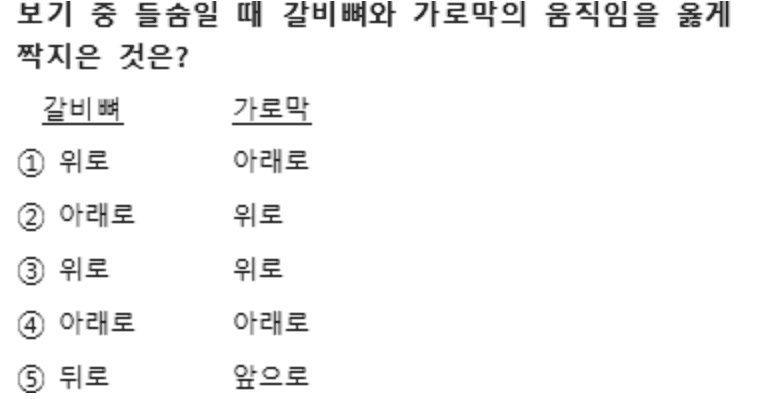 보기 중 들숨일 때 갈비뼈와 가로막의 움직임을 옳게
짝지은 것은?
갈비뼈 가로막
① 위로 아래로
② 아래로 위로
③ 위로 위로
④ 아래로 아래로
⑤ 뒤로 앞으로